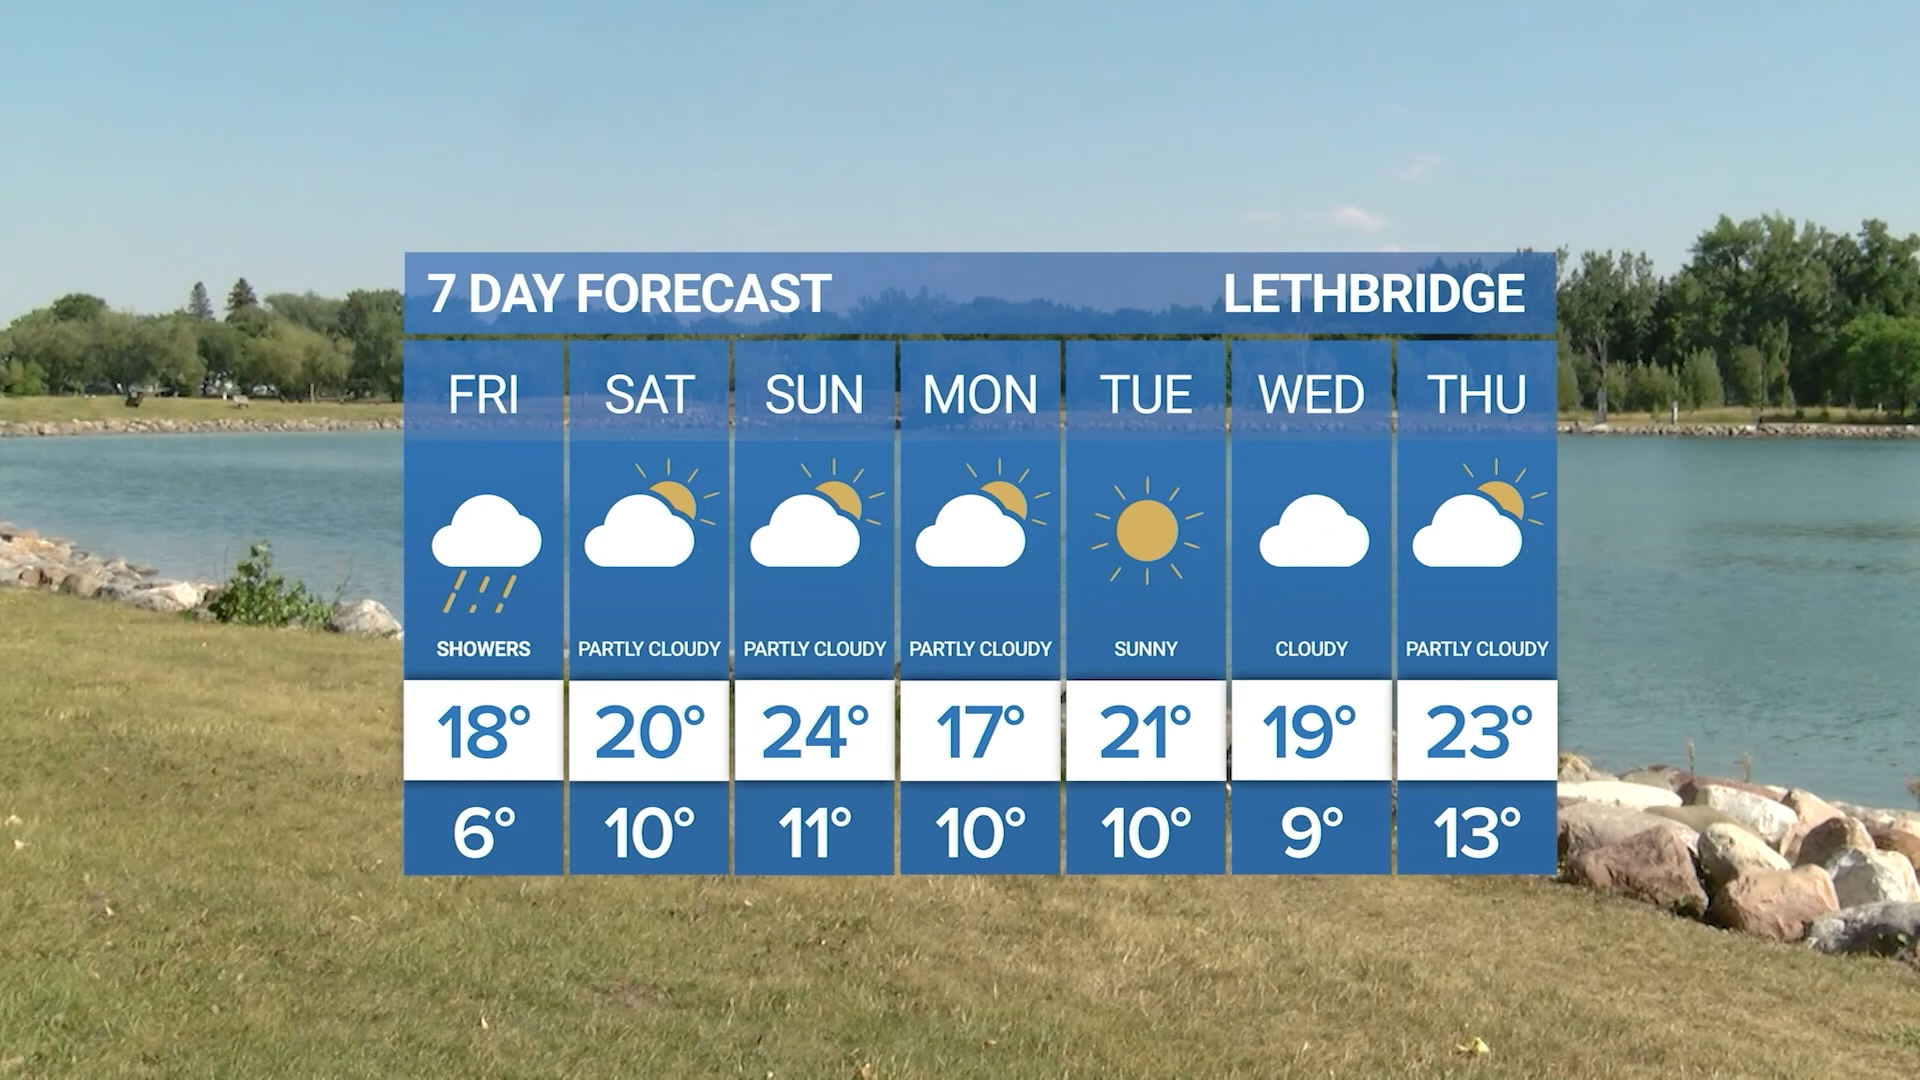 7 DAY FORECAST LETHBRIDGE
FRI SAT SUN MON TUE WED THU
SHOWERS PARTLY CLOUDY PARTLY CLOUDY PARTLY CLOUDY SUNNY CLOUDY PARTLY CLOUDY
18° 20° 24° 17° 21° 19° 23°
6° 10° 11° 10° 10° 9° 13°